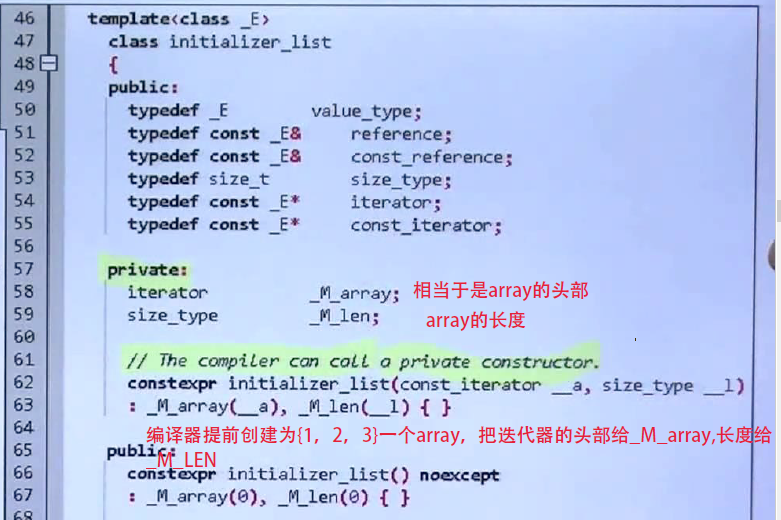 46 template<class _E>
47 class initializer_list
48 {
49 public:
50 typedef _E value_type;
51 typedef const _E& reference;
52 typedef const _E& const_reference;
53 typedef size_t size_type;
54 typedef const _E* iterator;
55 typedef const _E* const_iterator;
56
57 private:
58 iterator _M_array; 相当于是array的头部
59 size_type _M_len; array的长度
60
61 // The compiler can call a private constructor.
62 constexpr initializer_list(const_iterator __a, size_type __l)
63 : _M_array(__a), _M_len(__l) { }
64 编译器提前创建为{1，2，3}一个array，把迭代器的头部给_M_array,长度给
65 public:
_M_LEN
66 constexpr initializer_list() noexcept
67 : _M_array(0), _M_len(0) { }
68